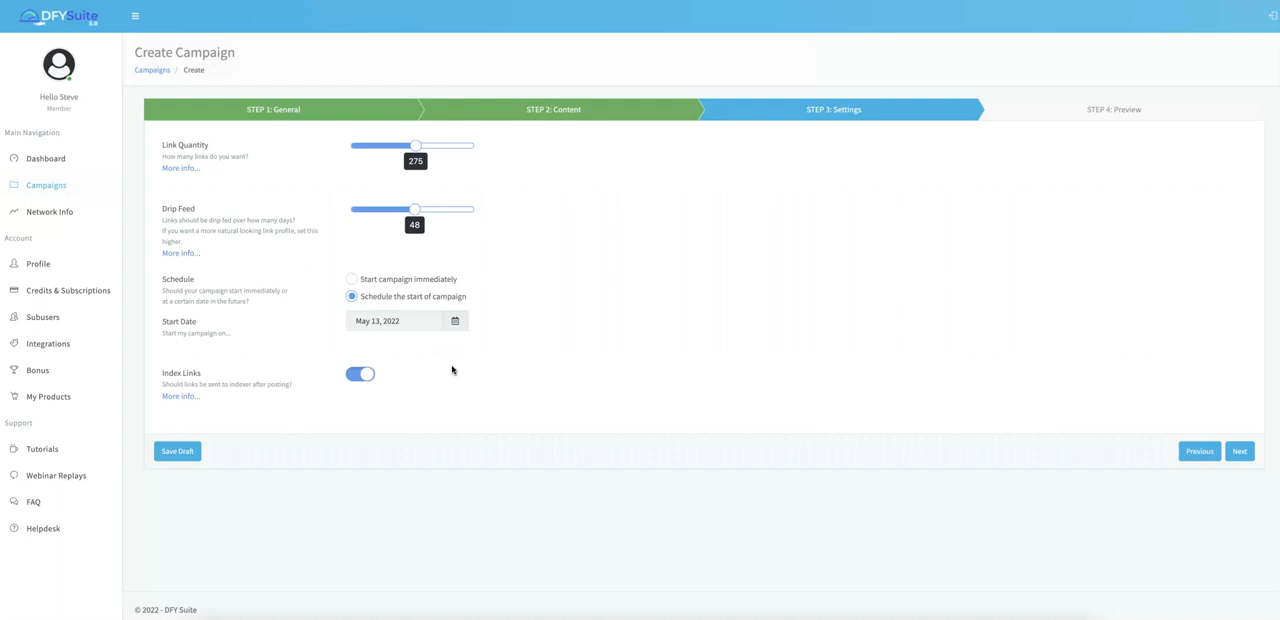 DFYSuite
3.0
Hello Steve
Member
Main Navigation
Dashboard
Campaigns
Network Info
Account
Profile
Credits & Subscriptions
Subusers
Integrations
Bonus
My Products
Support
Tutorials
Webinar Replays
FAQ
Helpdesk
Create Campaign
Campaigns / Create
STEP 1: General
STEP 2: Content
STEP 3: Settings
STEP 4: Preview
Link Quantity
How many links do you want?
More info...
275
Drip Feed
Links should be drip fed over how many days?
If you want a more natural looking link profile, set this
higher.
More info...
48
Schedule
Should your campaign start immediately or
at a certain date in the future?
Start campaign immediately
Schedule the start of campaign
Start Date
Start my campaign on...
May 13, 2022
Index Links
Should links be sent to indexer after posting?
More info...
Save Draft
Previous
Next
© 2022 - DFY Suite